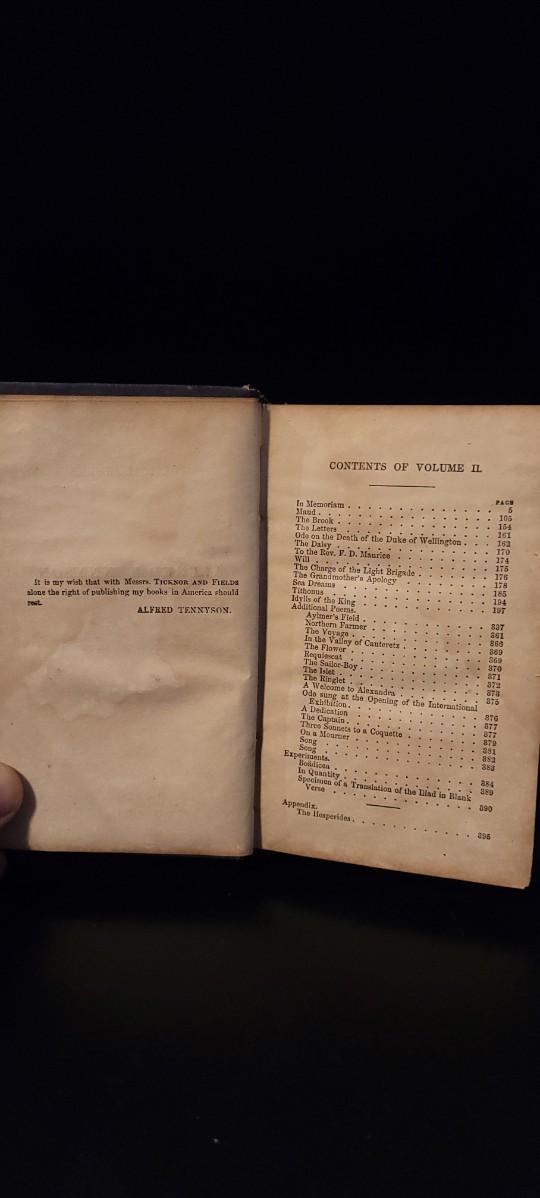 It is my wish that with Messrs. TICKNOR AND FIELDS
alone the right of publishing my books in America should
rest.
ALFRED TENNYSON.
CONTENTS OF VOLUME II.
PAGE
In Memoriam . . . . . . . . . . 5
Maud . . . . . . . . . . 105
The Brook . . . . . . . . . . 154
The Letters . . . . . . . . . . 161
Ode on the Death of the Duke of Wellington . . . 162
The Daisy . . . . . . . . . . 170
To the Rev. F. D. Maurice . . . . . . . . 174
Will . . . . . . . . . . 175
The Charge of the Light Brigade . . . . . . 176
The Grandmother's Apology . . . . . . . 178
Sea Dreams . . . . . . . . . . 185
Tithonus . . . . . . . . . . 194
Idylls of the King . . . . . . . . . . 197
Additional Poems.
Aylmer's Field . . . . . . . . . . 337
Northern Farmer . . . . . . . . . . 361
The Voyage . . . . . . . . . . 366
In the Valley of Cauteretz . . . . . . . . 369
The Flower . . . . . . . . . . 369
Requiescat . . . . . . . . . . 370
The Sailor-Boy . . . . . . . . . . 371
The Islet . . . . . . . . . . 372
The Ringlet . . . . . . . . . . 373
A Welcome to Alexandra . . . . . . . . 375
Ode sung at the Opening of the International
Exhibition . . . . . . . . . . 376
A Dedication . . . . . . . . . . 377
The Captain . . . . . . . . . . 377
Three Sonnets to a Coquette . . . . . . . 379
On a Mourner . . . . . . . . . . 381
Song . . . . . . . . . . 382
Song . . . . . . . . . . 383
Experiments.
Boädicea . . . . . . . . . . 384
In Quantity . . . . . . . . . . 389
Specimen of a Translation of the Iliad in Blank
Verse . . . . . . . . . . 390
Appendix.
The Hesperides . . . . . . . . . . 395